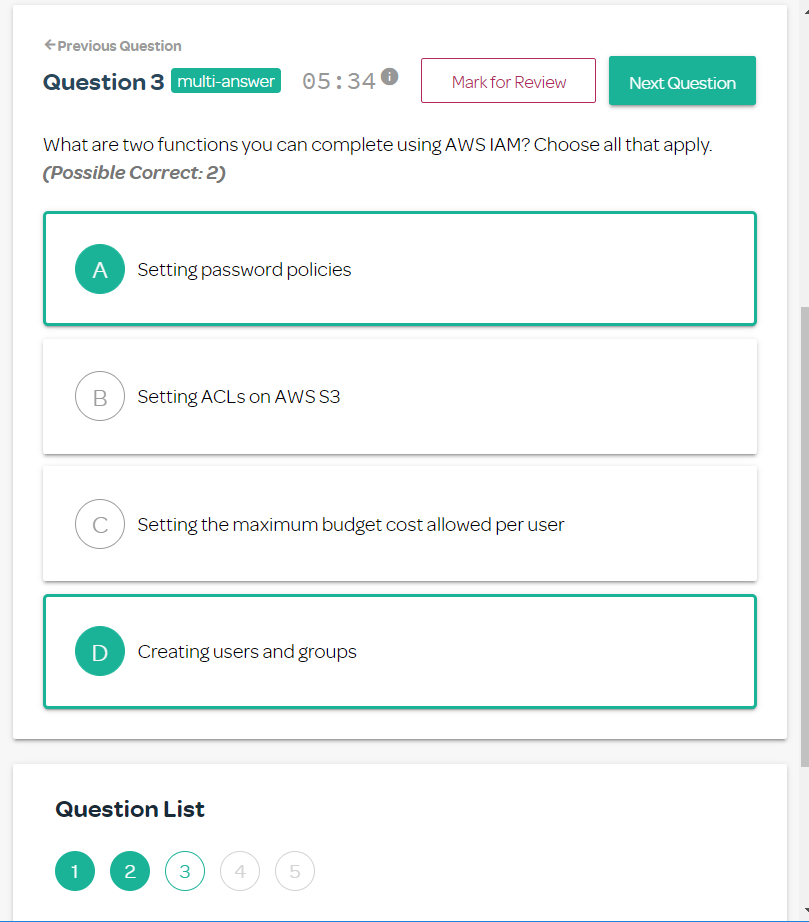 ←Previous Question
Question 3 multi-answer 05:34 i Mark for Review Next Question
What are two functions you can complete using AWS IAM? Choose all that apply.
(Possible Correct: 2)
A Setting password policies
B Setting ACLs on AWS S3
C Setting the maximum budget cost allowed per user
D Creating users and groups
Question List
1 2 3 4 5